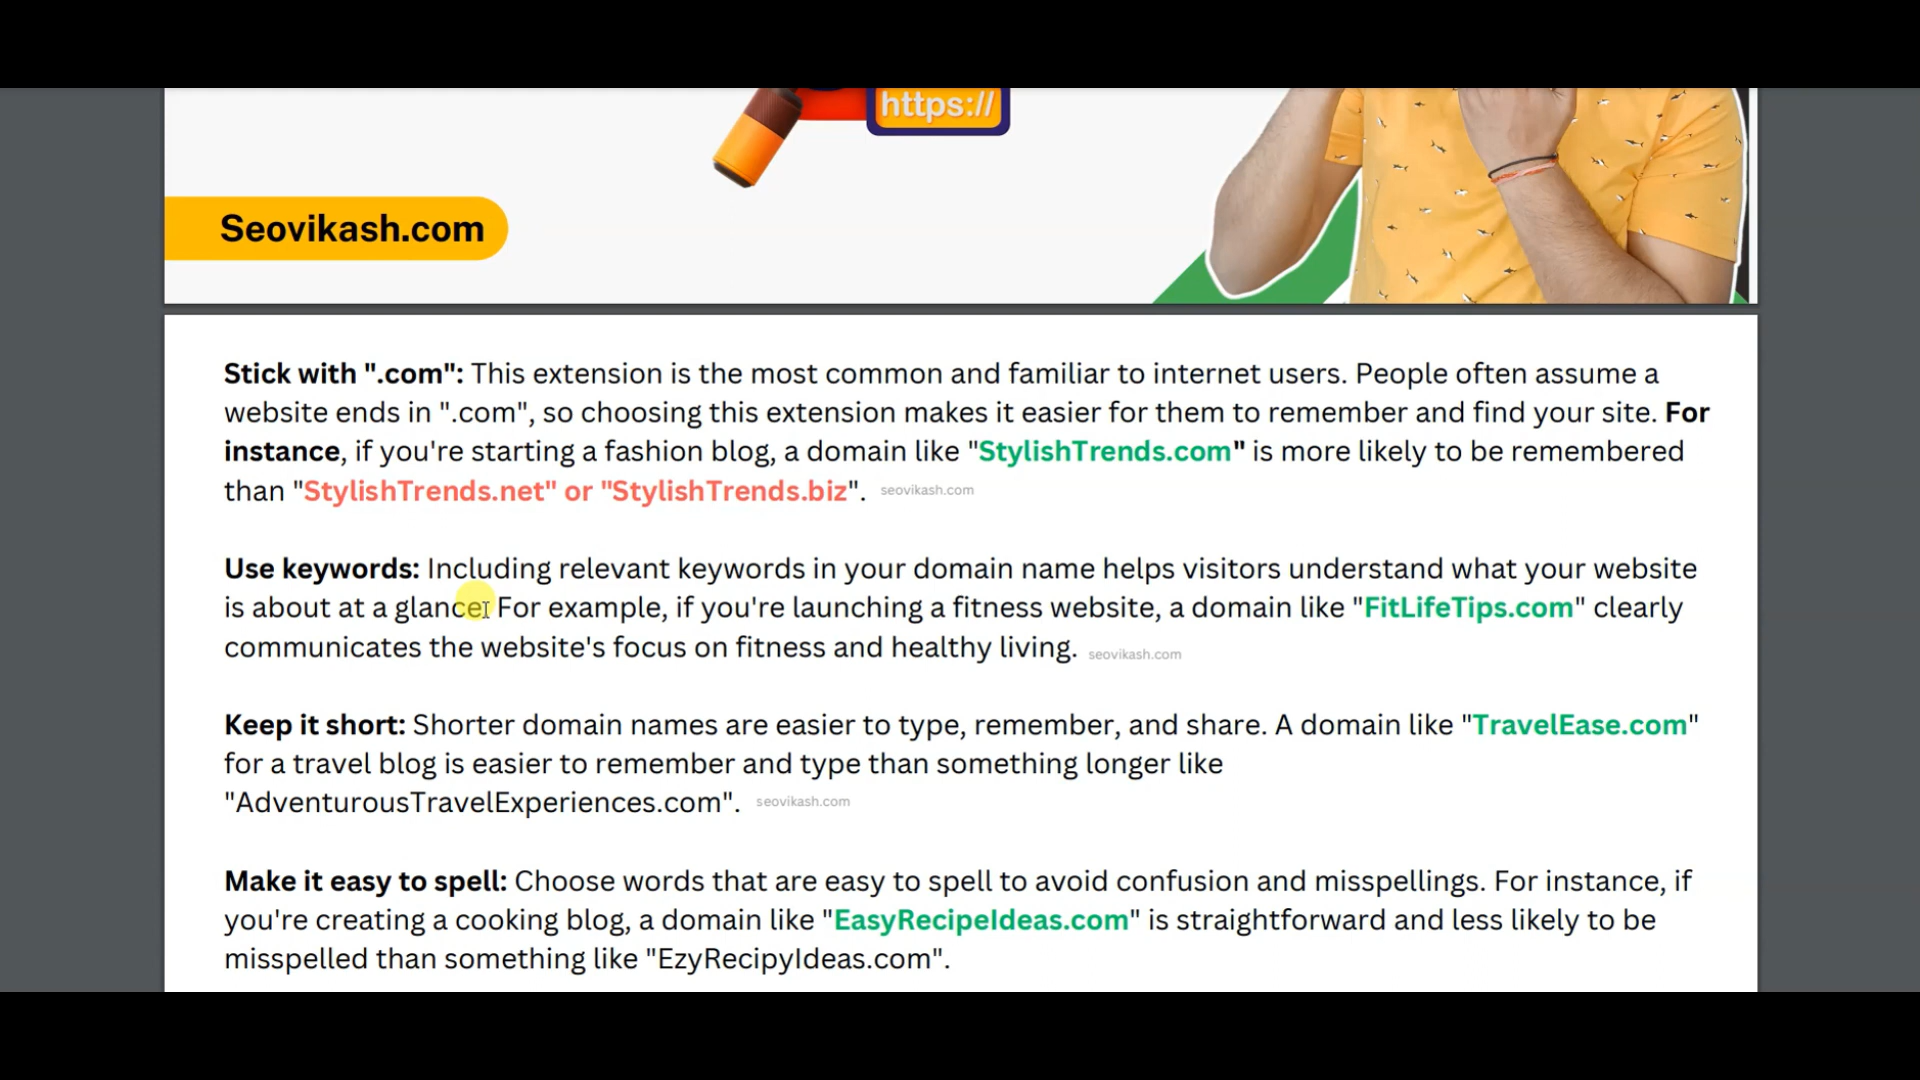 https://
Seovikash.com
Stick with ".com": This extension is the most common and familiar to internet users. People often assume a
website ends in ".com", so choosing this extension makes it easier for them to remember and find your site. For
instance, if you're starting a fashion blog, a domain like "StylishTrends.com" is more likely to be remembered
than "StylishTrends.net" or "StylishTrends.biz". seovikash.com
Use keywords: Including relevant keywords in your domain name helps visitors understand what your website
is about at a glance. For example, if you're launching a fitness website, a domain like "FitLifeTips.com" clearly
communicates the website's focus on fitness and healthy living. seovikash.com
Keep it short: Shorter domain names are easier to type, remember, and share. A domain like "TravelEase.com"
for a travel blog is easier to remember and type than something longer like
"AdventurousTravelExperiences.com". seovikash.com
Make it easy to spell: Choose words that are easy to spell to avoid confusion and misspellings. For instance, if
you're creating a cooking blog, a domain like "EasyRecipeIdeas.com" is straightforward and less likely to be
misspelled than something like "EzyRecipyIdeas.com".